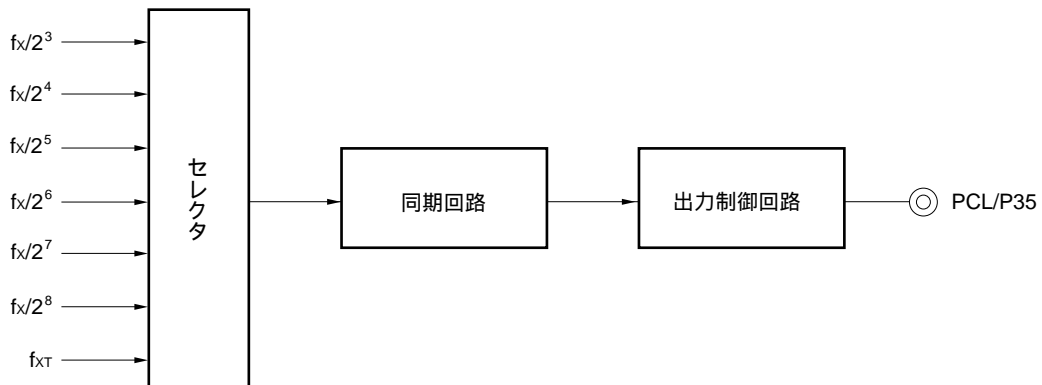 fX/2³
fX/2⁴
fX/2⁵
fX/2⁶
fX/2⁷
fX/2⁸
fXT
セレクタ
同期回路
出力制御回路
PCL/P35